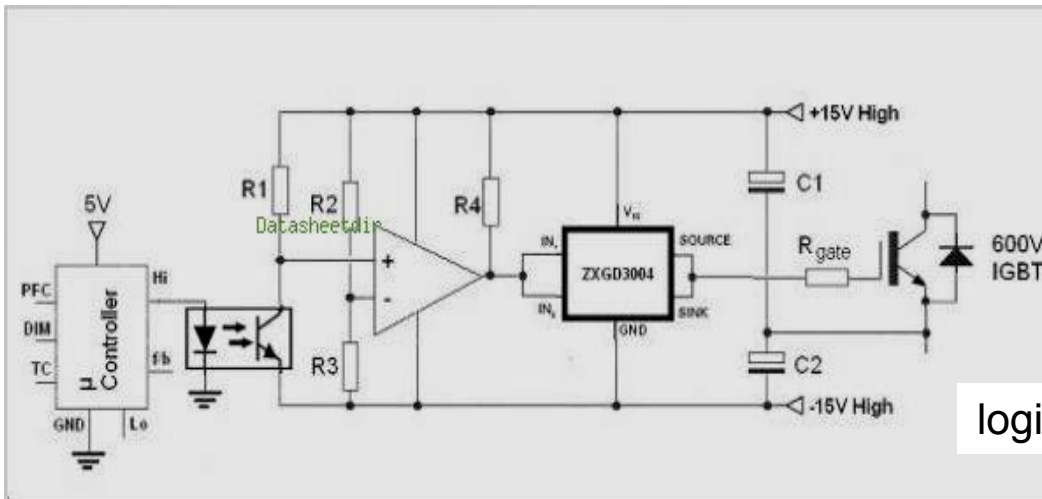 +15V High
R1
R2
R4
C1
Datasheetdir
5V
Hi
PFC
DIM
TC
µ Controller
f/b
GND
Lo
+
-
R3
IN
IN
ZXGD3004
SOURCE
SINK
GND
R gate
600V
IGBT
C2
-15V High
logi